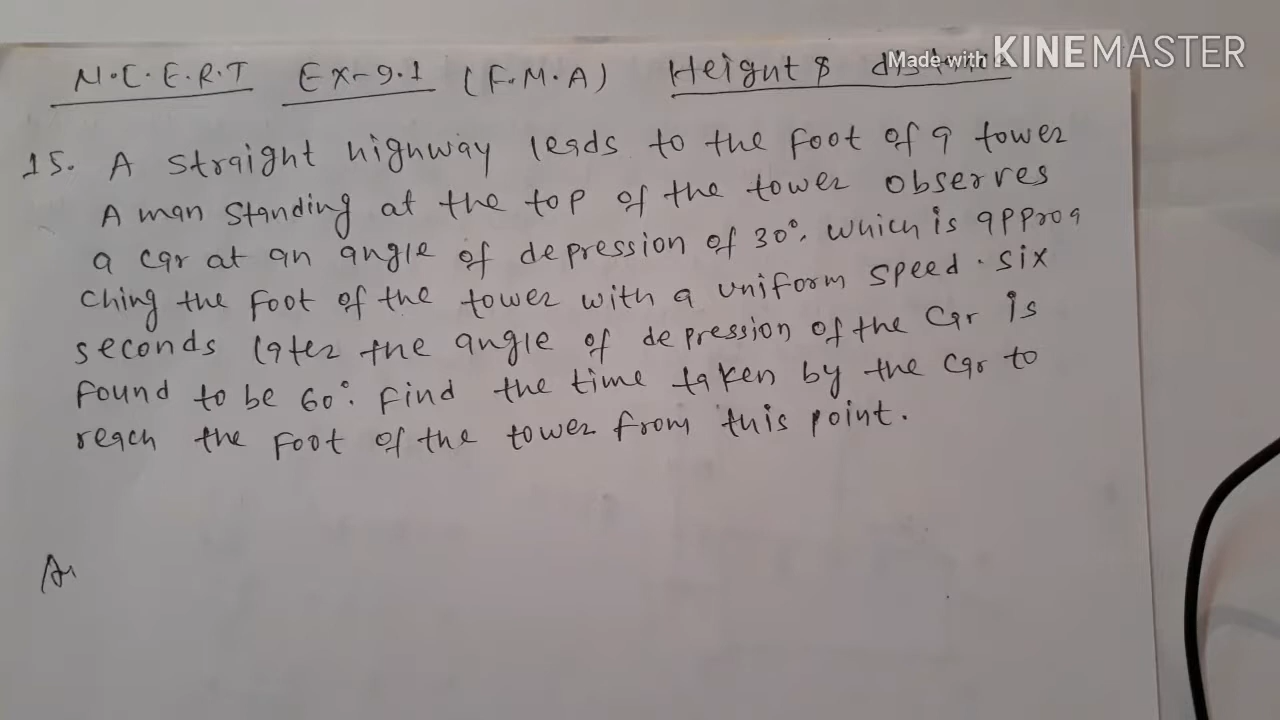 Made with KINEMASTER
N.C.E.R.T Ex-9.1 (F.M.A) Height & distance
15. A straight highway leads to the foot of a tower
A man standing at the top of the tower observes
a car at an angle of depression of 30°. which is approa
ching the foot of the tower with a uniform speed. six
seconds later the angle of depression of the car is
found to be 60°. Find the time taken by the car to
reach the foot of the tower from this point.